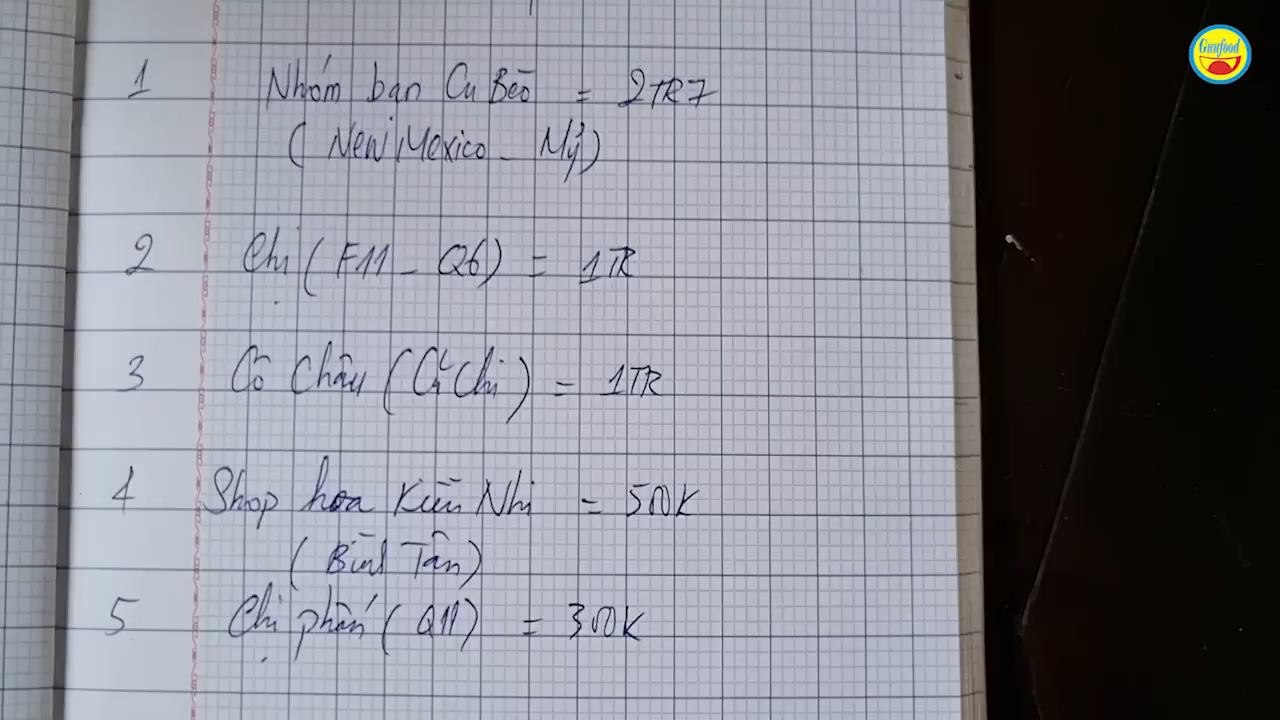 Gunfood
1 Nhóm bạn Cu Bèo = 2TR7
( New Mexico - Mỹ )
2 Chị ( F11 - Q6 ) = 1TR
3 Cô Châu ( Củ Chi ) = 1TR
4 Shop hoa Kiều Nhi = 500K
( Bình Tân )
5 Chị phấn ( Q11 ) = 300K